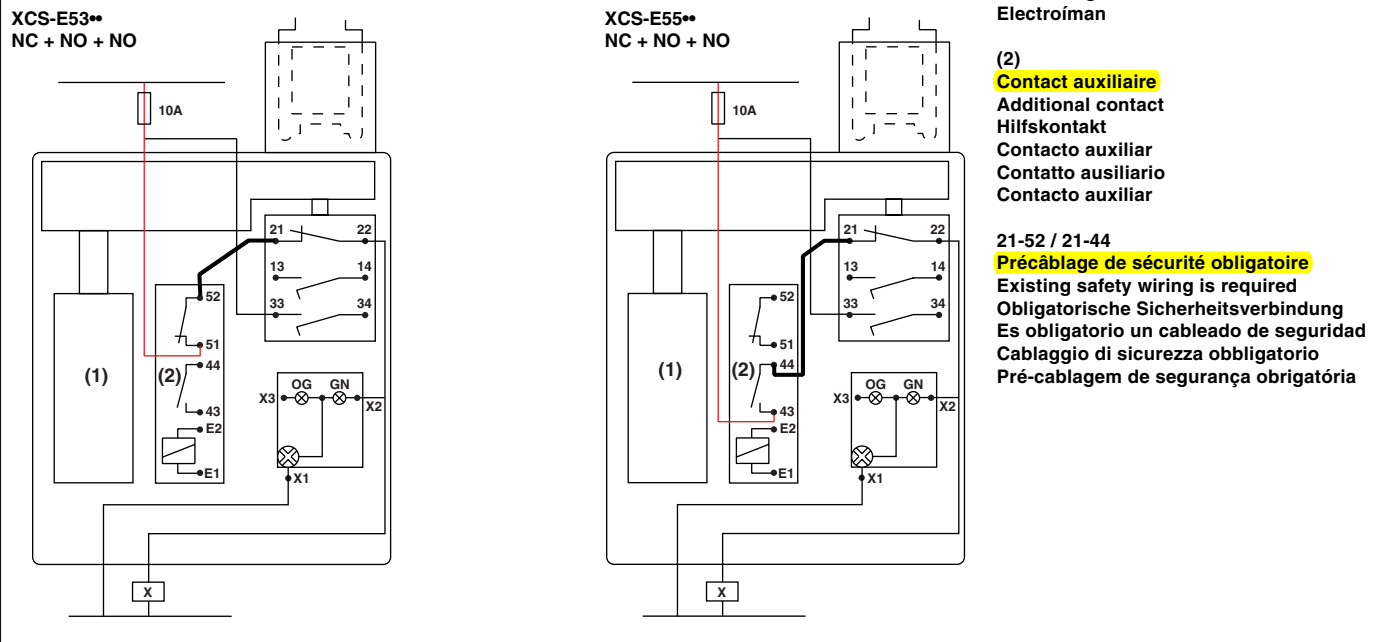 XCS-E53••
NC + NO + NO
10A
21 22
13 14
33 34
52
51
44
43
E2
E1
(1)
(2)
OG GN
X3
X2
X1
X
XCS-E55••
NC + NO + NO
10A
21 22
13 14
33 34
52
51
44
43
E2
E1
(1)
(2)
OG GN
X3
X2
X1
X
Electroíman
(2)
Contact auxiliaire
Additional contact
Hilfskontakt
Contacto auxiliar
Contatto ausiliario
Contacto auxiliar
21-52 / 21-44
Précâblage de sécurité obligatoire
Existing safety wiring is required
Obligatorische Sicherheitsverbindung
Es obligatorio un cableado de seguridad
Cablaggio di sicurezza obbligatorio
Pré-cablagem de segurança obrigatória